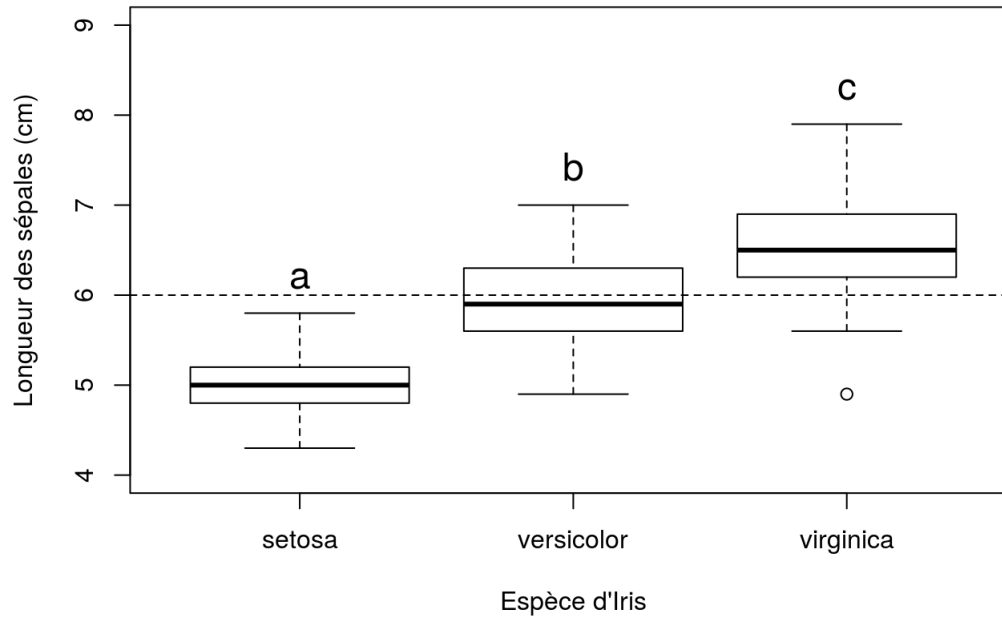 9
8
7
6
5
4
Longueur des sépales (cm)
a
b
c
setosa
versicolor
virginica
Espèce d'Iris